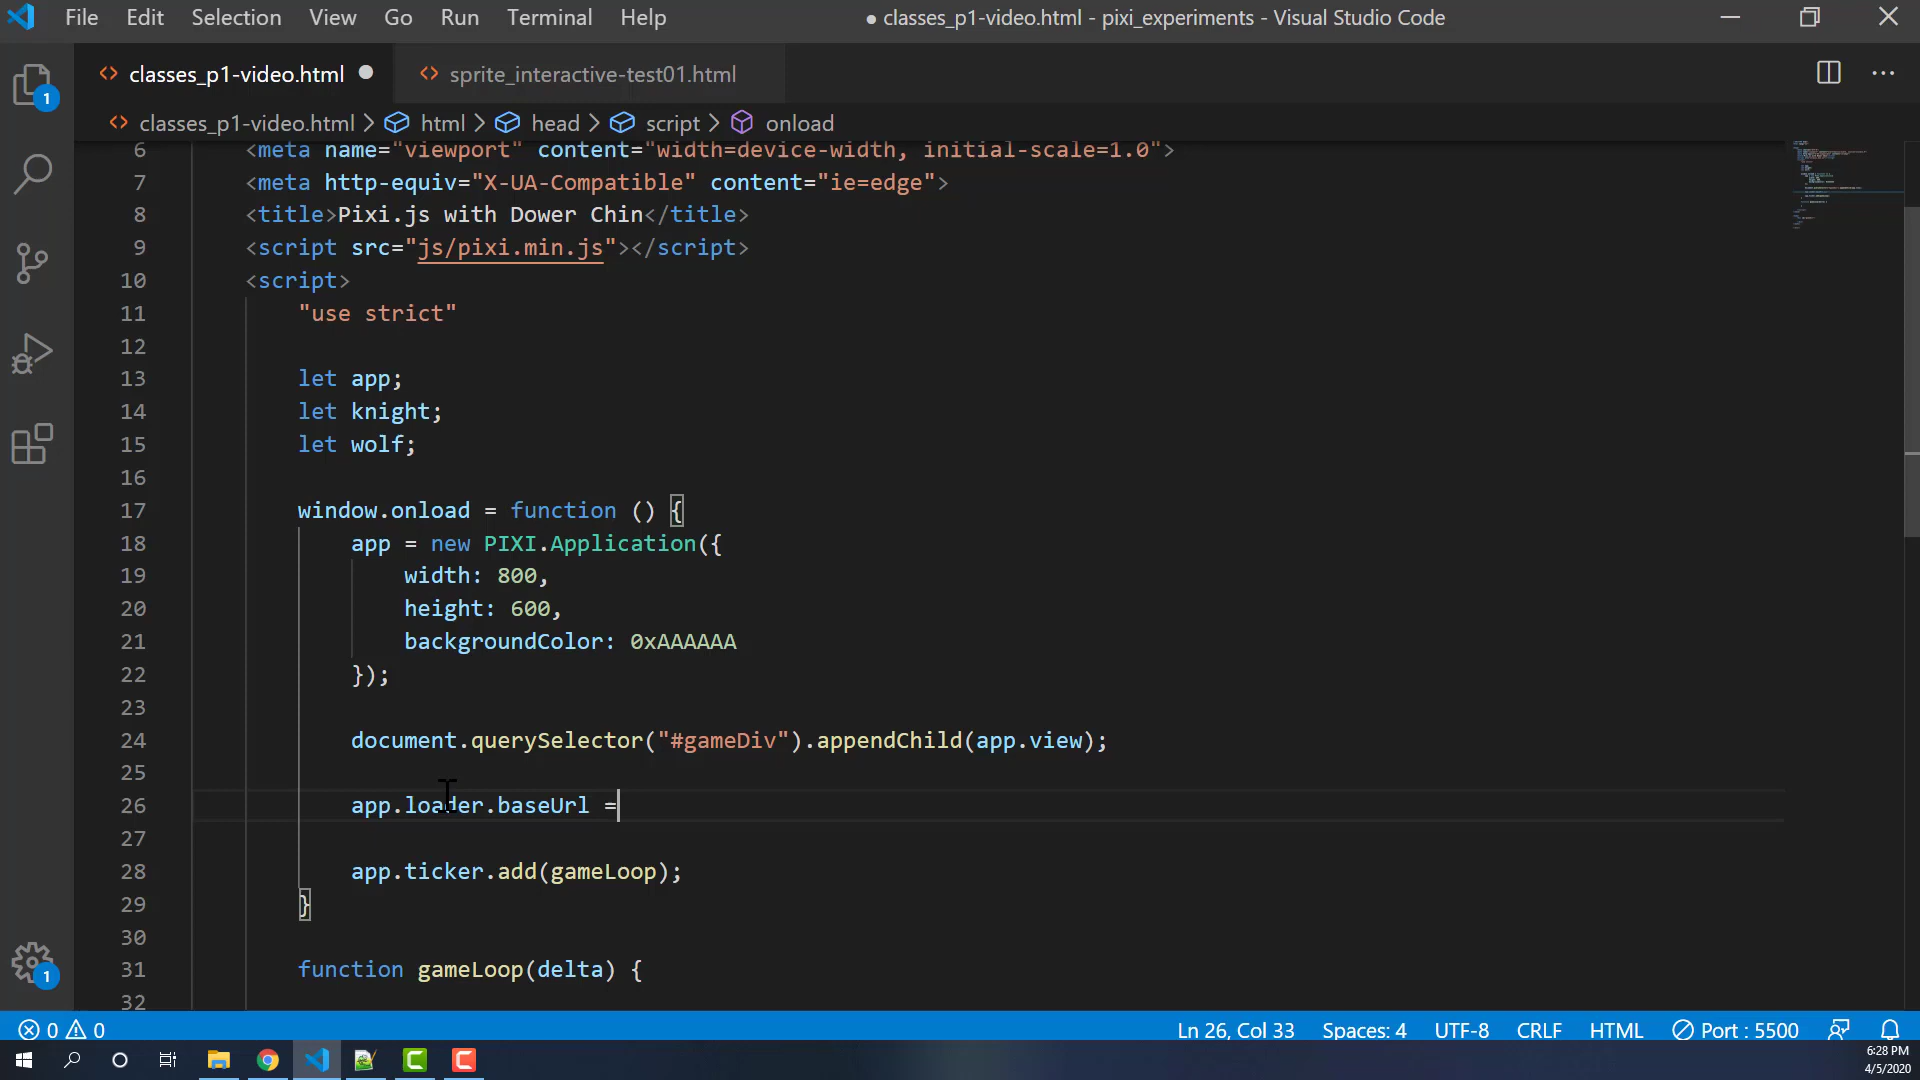 File Edit Selection View Go Run Terminal Help ● classes_p1-video.html - pixi_experiments - Visual Studio Code
classes_p1-video.html sprite_interactive-test01.html
classes_p1-video.html > html > head > script > onload
6 <meta name="viewport" content="width=device-width, initial-scale=1.0">
7 <meta http-equiv="X-UA-Compatible" content="ie=edge">
8 <title>Pixi.js with Dower Chin</title>
9 <script src="js/pixi.min.js"></script>
10 <script>
11 "use strict"
12
13 let app;
14 let knight;
15 let wolf;
16
17 window.onload = function () {
18 app = new PIXI.Application({
19 width: 800,
20 height: 600,
21 backgroundColor: 0xAAAAAA
22 });
23
24 document.querySelector("#gameDiv").appendChild(app.view);
25
26 app.loader.baseUrl =
27
28 app.ticker.add(gameLoop);
29 }
30
31 function gameLoop(delta) {
32
1
1
0 0 Ln 26, Col 33 Spaces: 4 UTF-8 CRLF HTML Port : 5500
6:28 PM
4/5/2020